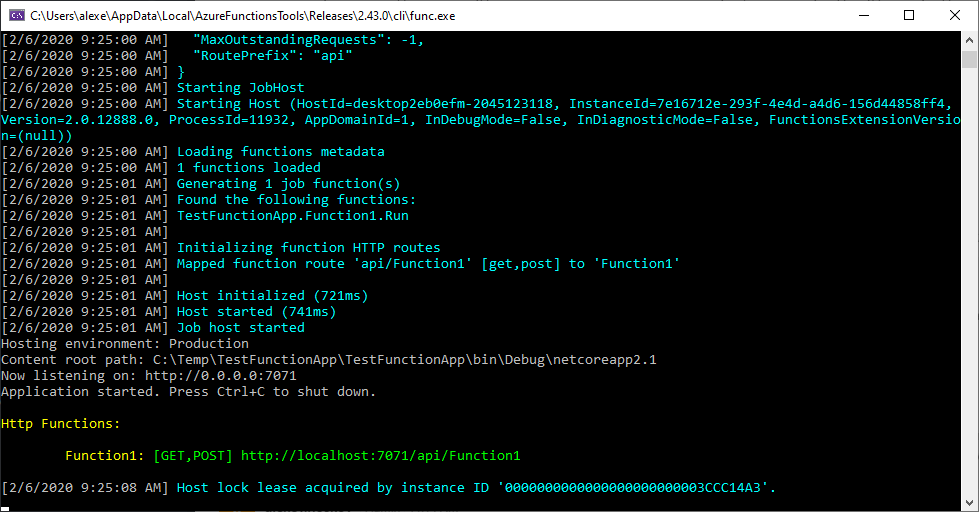 C:\Users\alexe\AppData\Local\AzureFunctionsTools\Releases\2.43.0\cli\func.exe
[2/6/2020 9:25:00 AM]   "MaxOutstandingRequests": -1,
[2/6/2020 9:25:00 AM]   "RoutePrefix": "api"
[2/6/2020 9:25:00 AM] }
[2/6/2020 9:25:00 AM] Starting JobHost
[2/6/2020 9:25:00 AM] Starting Host (HostId=desktop2eb0efm-2045123118, InstanceId=7e16712e-293f-4e4d-a4d6-156d44858ff4,
Version=2.0.12888.0, ProcessId=11932, AppDomainId=1, InDebugMode=False, InDiagnosticMode=False, FunctionsExtensionVersio
n=(null))
[2/6/2020 9:25:00 AM] Loading functions metadata
[2/6/2020 9:25:00 AM] 1 functions loaded
[2/6/2020 9:25:01 AM] Generating 1 job function(s)
[2/6/2020 9:25:01 AM] Found the following functions:
[2/6/2020 9:25:01 AM] TestFunctionApp.Function1.Run
[2/6/2020 9:25:01 AM]
[2/6/2020 9:25:01 AM] Initializing function HTTP routes
[2/6/2020 9:25:01 AM] Mapped function route 'api/Function1' [get,post] to 'Function1'
[2/6/2020 9:25:01 AM]
[2/6/2020 9:25:01 AM] Host initialized (721ms)
[2/6/2020 9:25:01 AM] Host started (741ms)
[2/6/2020 9:25:01 AM] Job host started
Hosting environment: Production
Content root path: C:\Temp\TestFunctionApp\TestFunctionApp\bin\Debug\netcoreapp2.1
Now listening on: http://0.0.0.0:7071
Application started. Press Ctrl+C to shut down.
Http Functions:
Function1: [GET,POST] http://localhost:7071/api/Function1
[2/6/2020 9:25:08 AM] Host lock lease acquired by instance ID '0000000000000000000000003CCC14A3'.